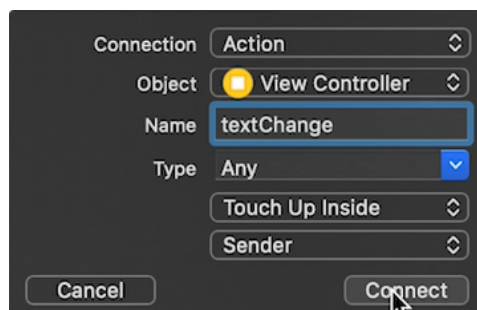 Connection Action
Object View Controller
Name textChange
Type Any
Touch Up Inside
Sender
Cancel Connect